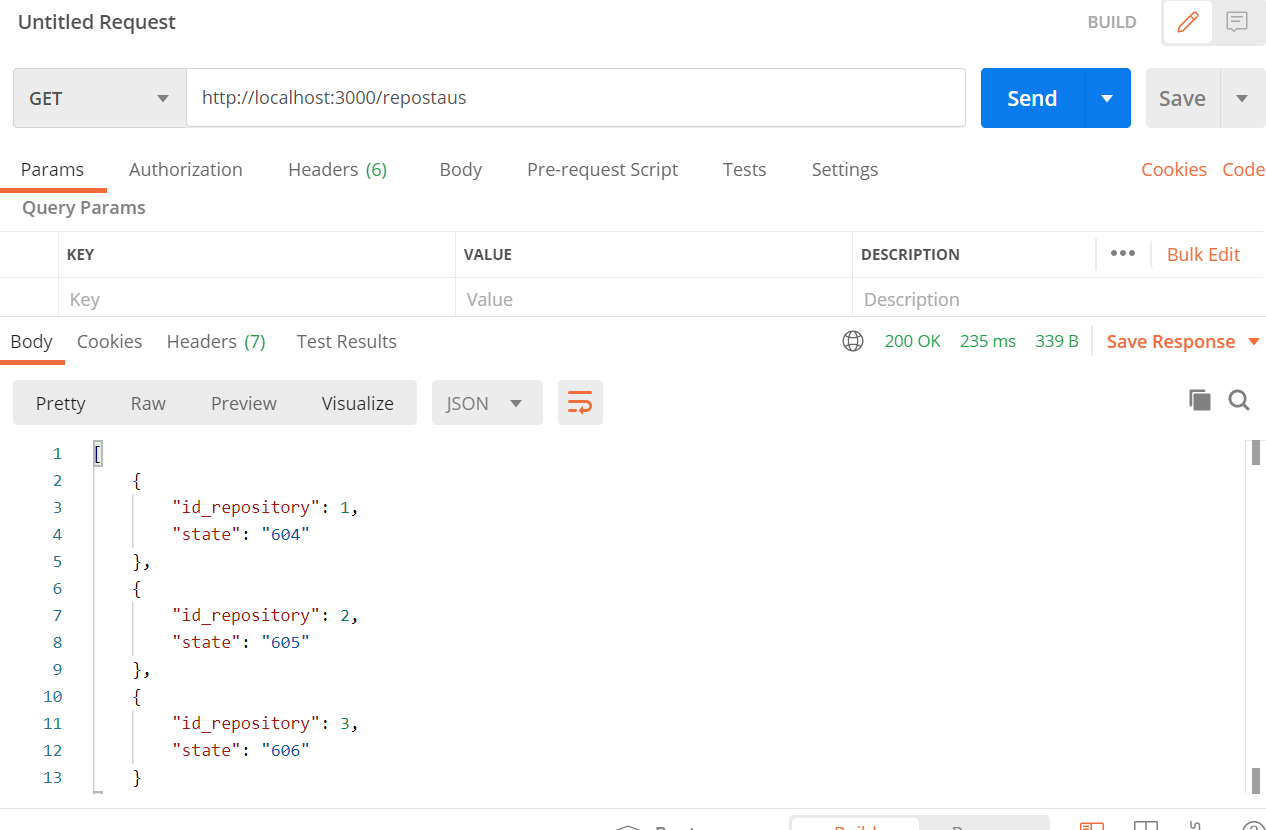 Untitled Request
BUILD
GET
http://localhost:3000/repostaus
Send
Save
Params Authorization Headers (6) Body Pre-request Script Tests Settings Cookies Code
Query Params
KEY VALUE DESCRIPTION ••• Bulk Edit
Key Value Description
Body Cookies Headers (7) Test Results 200 OK 235 ms 339 B Save Response
Pretty Raw Preview Visualize JSON
1 [
2 {
3 "id_repository": 1,
4 "state": "604"
5 },
6 {
7 "id_repository": 2,
8 "state": "605"
9 },
10 {
11 "id_repository": 3,
12 "state": "606"
13 }